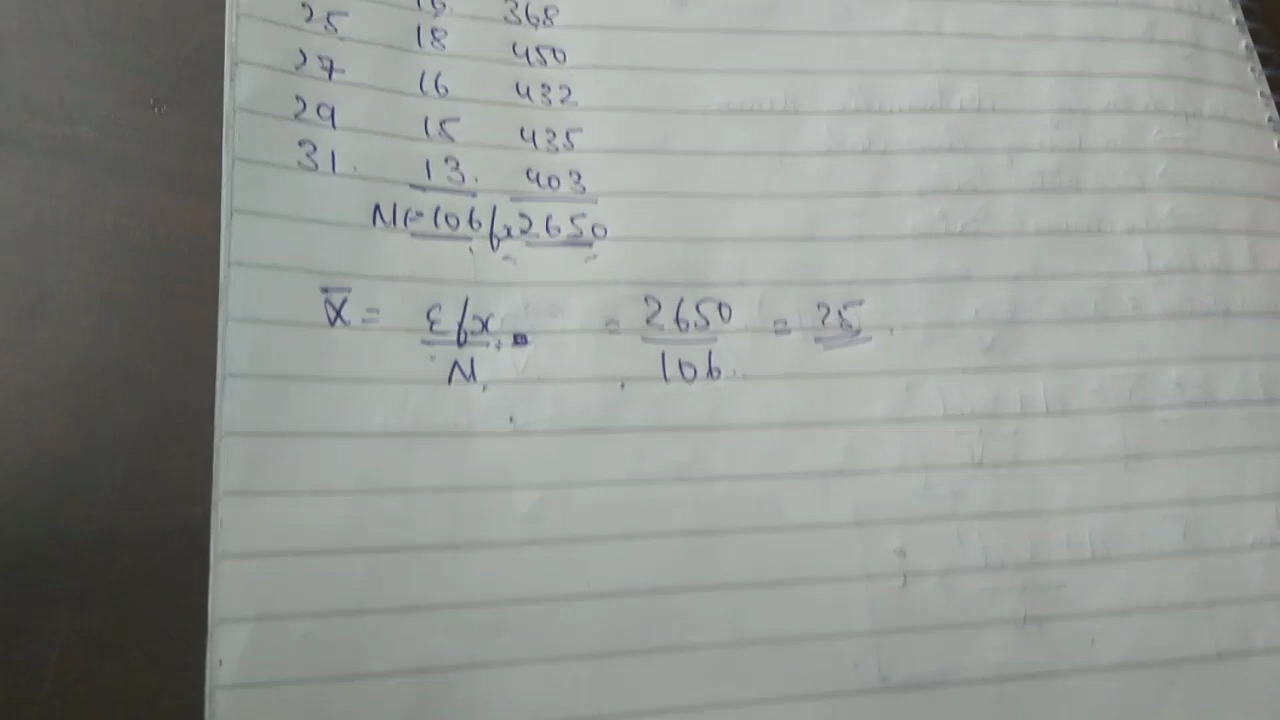 16 368
25 18 450
27 16 432
29 15 435
31. 13. 403
N=106 fx 2650
X̄ = Σfx / N = 2650 / 106 = 25